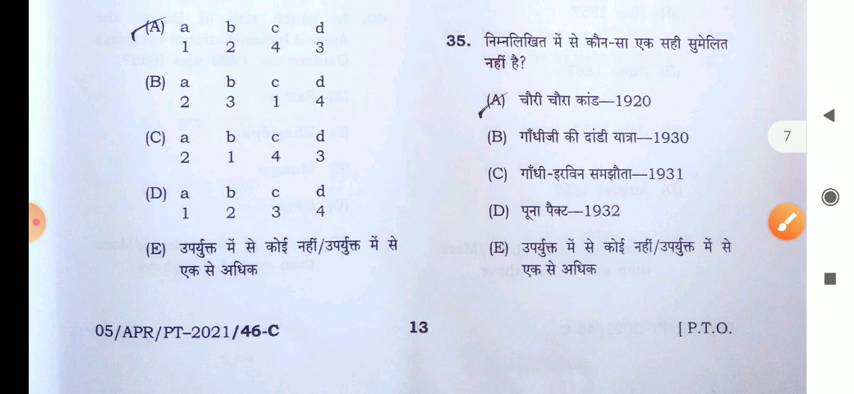 (A) a b c d
1 2 4 3
(B) a b c d
2 3 1 4
(C) a b c d
2 1 4 3
(D) a b c d
1 2 3 4
(E) उपर्युक्त में से कोई नहीं/उपर्युक्त में से
एक से अधिक
05/APR/PT–2021/46-C
35. निम्नलिखित में से कौन-सा एक सही सुमेलित
नहीं है?
(A) चौरी चौरा कांड—1920
(B) गाँधीजी की दांडी यात्रा—1930
(C) गाँधी-इरविन समझौता—1931
(D) पूना पैक्ट—1932
(E) उपर्युक्त में से कोई नहीं/उपर्युक्त में से
एक से अधिक
13
[ P.T.O.
7